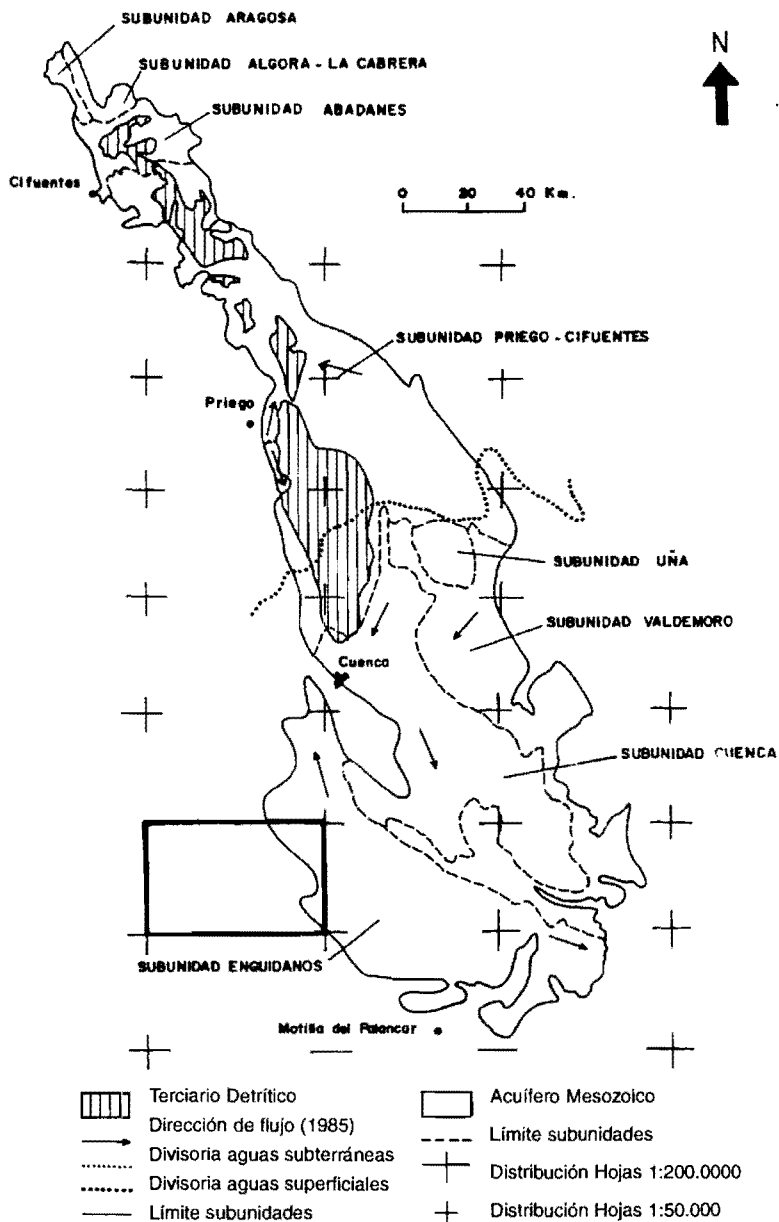 SUBUNIDAD ARAGOSA
N
SUBUNIDAD ALGORA - LA CABRERA
SUBUNIDAD ABADANES
Cifuentes
0 20 40 Km.
SUBUNIDAD PRIEGO - CIFUENTES
Priego
SUBUNIDAD UÑA
SUBUNIDAD VALDEMORO
Cuenca
SUBUNIDAD CUENCA
SUBUNIDAD ENGUIDANOS
Motilla del Palancar
Terciario Detrítico
Dirección de flujo (1985)
Divisoria aguas subterráneas
Divisoria aguas superficiales
Límite subunidades
Acuífero Mesozoico
Límite subunidades
Distribución Hojas 1:200.0000
Distribución Hojas 1:50.000